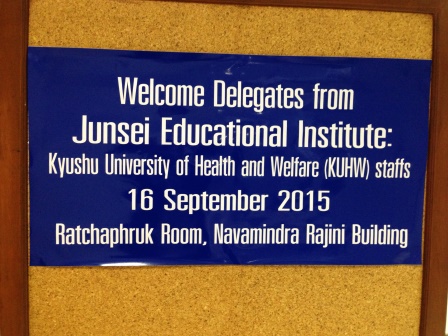 Welcome Delegates from
Junsei Educational Institute:
Kyushu University of Health and Welfare (KUHW) staffs
16 September 2015
Ratchaphruk Room, Navamindra Rajini Building